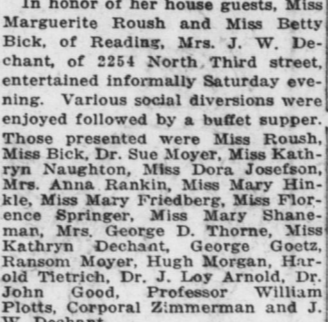 In honor of her house guests, Miss
Marguerite Roush and Miss Betty
Bick, of Reading, Mrs. J. W. De-
chant, of 2254 North Third street,
entertained informally Saturday eve-
ning. Various social diversions were
enjoyed followed by a buffet supper.
Those presented were Miss Roush,
Miss Bick, Dr. Sue Moyer, Miss Kath-
ryn Naughton, Miss Dora Josefson,
Mrs. Anna Rankin, Miss Mary Hin-
kle, Miss Mary Friedberg, Miss Flor-
ence Springer, Miss Mary Shane-
man, Mrs. George D. Thorne, Miss
Kathryn Dechant, George Goetz,
Ransom Moyer, Hugh Morgan, Har-
old Tietrich, Dr. J. Loy Arnold, Dr.
John Good, Professor William
Plotts, Corporal Zimmerman and J.
W. Dechant